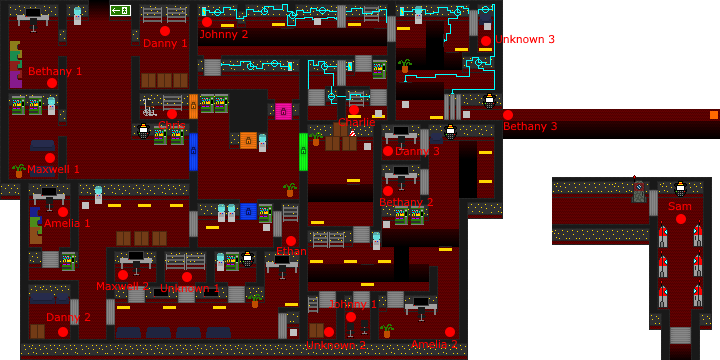 Danny 1
Johnny 2
Unknown 3
Bethany 1
Charlie
Bethany 3
Danny 3
Maxwell 1
Bethany 2
Amelia 1
Sam
Ethan
Maxwell 2
Unknown 1
Johnny 1
Danny 2
Unknown 2
Amelia 2